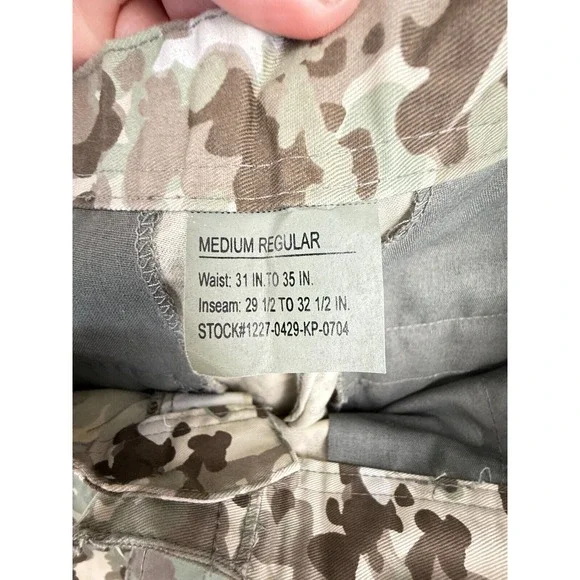 MEDIUM REGULAR
Waist: 31 IN.TO 35 IN.
Inseam: 29 1/2 TO 32 1/2 IN.
STOCK#1227-0429-KP-0704